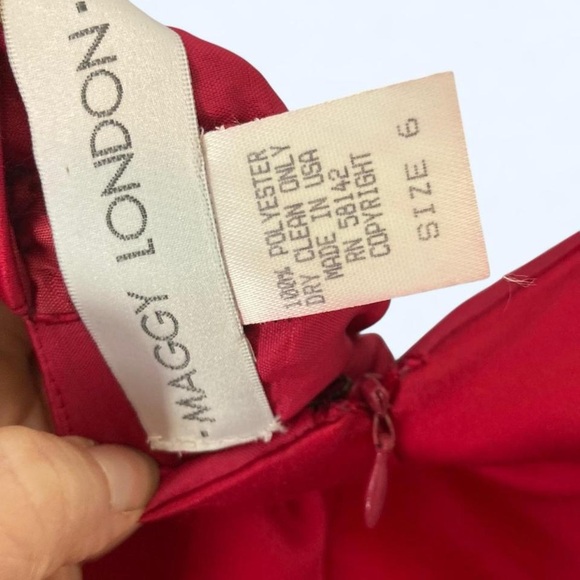 ·MAGGY LONDON·
100% POLYESTER
DRY CLEAN ONLY
MADE IN USA
RN 58142
COPYRIGHT
SIZE 6